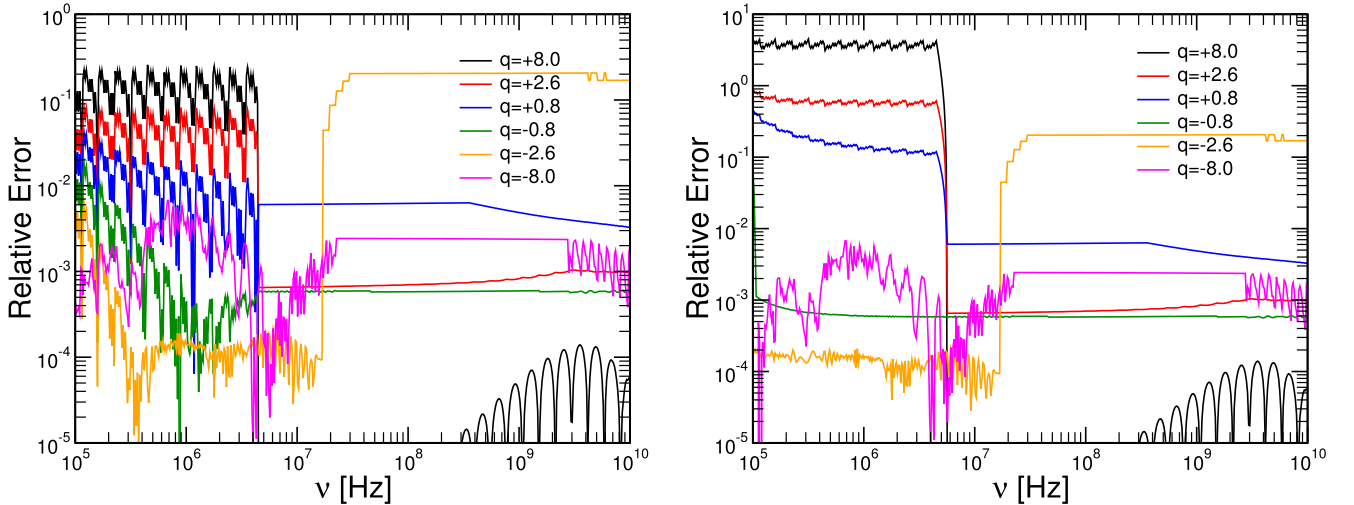 10^0
10^-1
10^-2
10^-3
10^-4
10^-5
Relative Error
q=+8.0
q=+2.6
q=+0.8
q=-0.8
q=-2.6
q=-8.0
10^5 10^6 10^7 10^8 10^9 10^10
ν [Hz]
10^1
10^0
10^-1
10^-2
10^-3
10^-4
10^-5
Relative Error
q=+8.0
q=+2.6
q=+0.8
q=-0.8
q=-2.6
q=-8.0
10^5 10^6 10^7 10^8 10^9 10^10
ν [Hz]